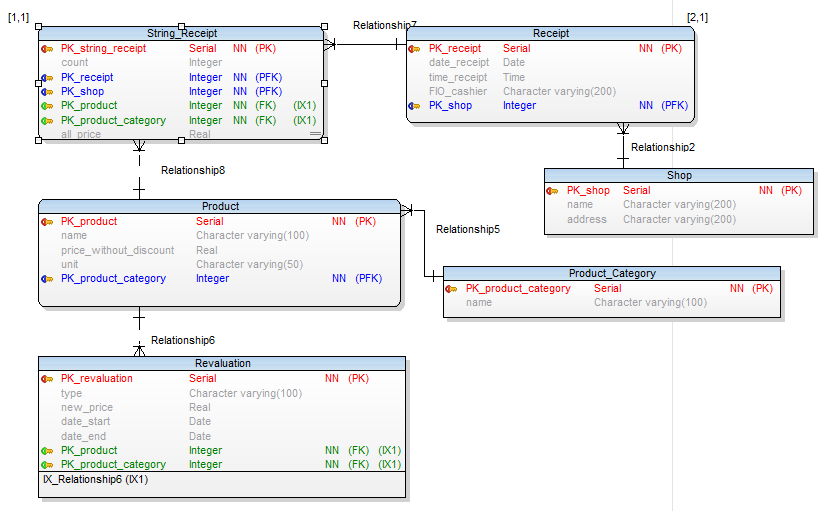 [1,1]
[2,1]
String_Receipt
PK_string_receipt Serial NN (PK)
count Integer
PK_receipt Integer NN (PFK)
PK_shop Integer NN (PFK)
PK_product Integer NN (FK) (IX1)
PK_product_category Integer NN (FK) (IX1)
all_price Real
Relationship7
Receipt
PK_receipt Serial NN (PK)
date_receipt Date
time_receipt Time
FIO_cashier Character varying(200)
PK_shop Integer NN (PFK)
Relationship2
Relationship8
Shop
PK_shop Serial NN (PK)
name Character varying(200)
address Character varying(200)
Product
PK_product Serial NN (PK)
name Character varying(100)
price_without_discount Real
unit Character varying(50)
PK_product_category Integer NN (PFK)
Relationship5
Product_Category
PK_product_category Serial NN (PK)
name Character varying(100)
Relationship6
Revaluation
PK_revaluation Serial NN (PK)
type Character varying(100)
new_price Real
date_start Date
date_end Date
PK_product Integer NN (FK) (IX1)
PK_product_category Integer NN (FK) (IX1)
IX_Relationship6 (IX1)